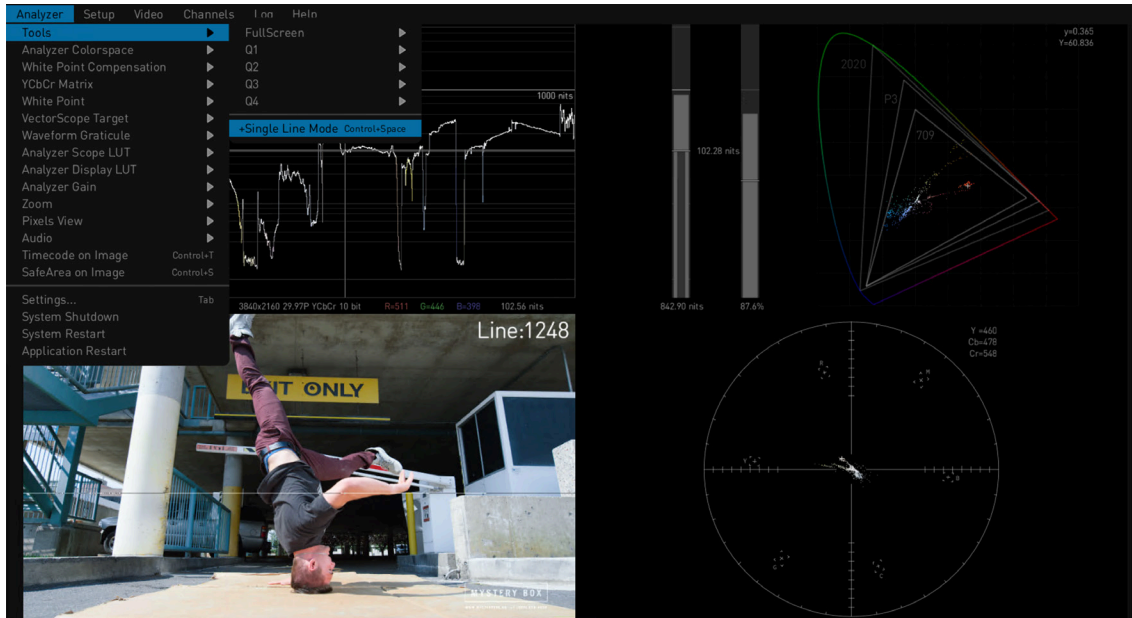 Analyzer Setup Video Channels Log Help
Tools
Analyzer Colorspace
White Point Compensation
YCbCr Matrix
White Point
VectorScope Target
Waveform Graticule
Analyzer Scope LUT
Analyzer Display LUT
Analyzer Gain
Zoom
Pixels View
Audio
Timecode on Image Control+T
SafeArea on Image Control+S
Settings... Tab
System Shutdown
System Restart
Application Restart
FullScreen
Q1
Q2
Q3
Q4
+Single Line Mode Control+Space
1000 nits
3840x2160 29.97P YCbCr 10 bit R=511 G=446 B=398 102.56 nits
102.28 nits
842.90 nits 87.6%
y=0.365
Y=60.836
2020
P3
709
Line:1248
EXIT ONLY
MYSTERY BOX
Y =460
Cb=478
Cr=548
R
M
B
G
C